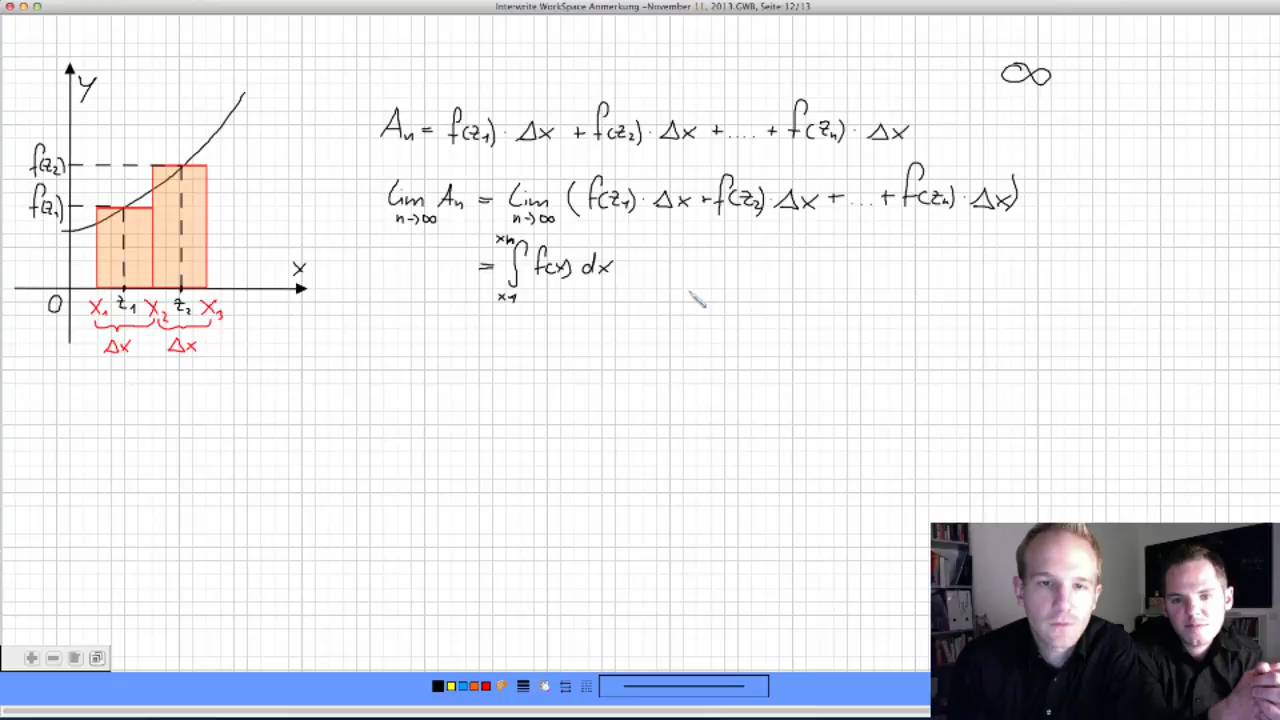 Interwrite WorkSpace Anmerkung -November 11, 2013.GWB, Seite:12/13
∞
y
f(z₂)
f(z₁)
x
0
x₁ z₁ x₂ z₂ x₃
Δx Δx
Aₙ = f(z₁) · Δx + f(z₂) · Δx + .... + f(zₙ) · Δx
lim n→∞ Aₙ = lim n→∞ (f(z₁) · Δx + f(z₂) · Δx + ... + f(zₙ) · Δx)
= ∫ x₁ xₙ f(x) dx